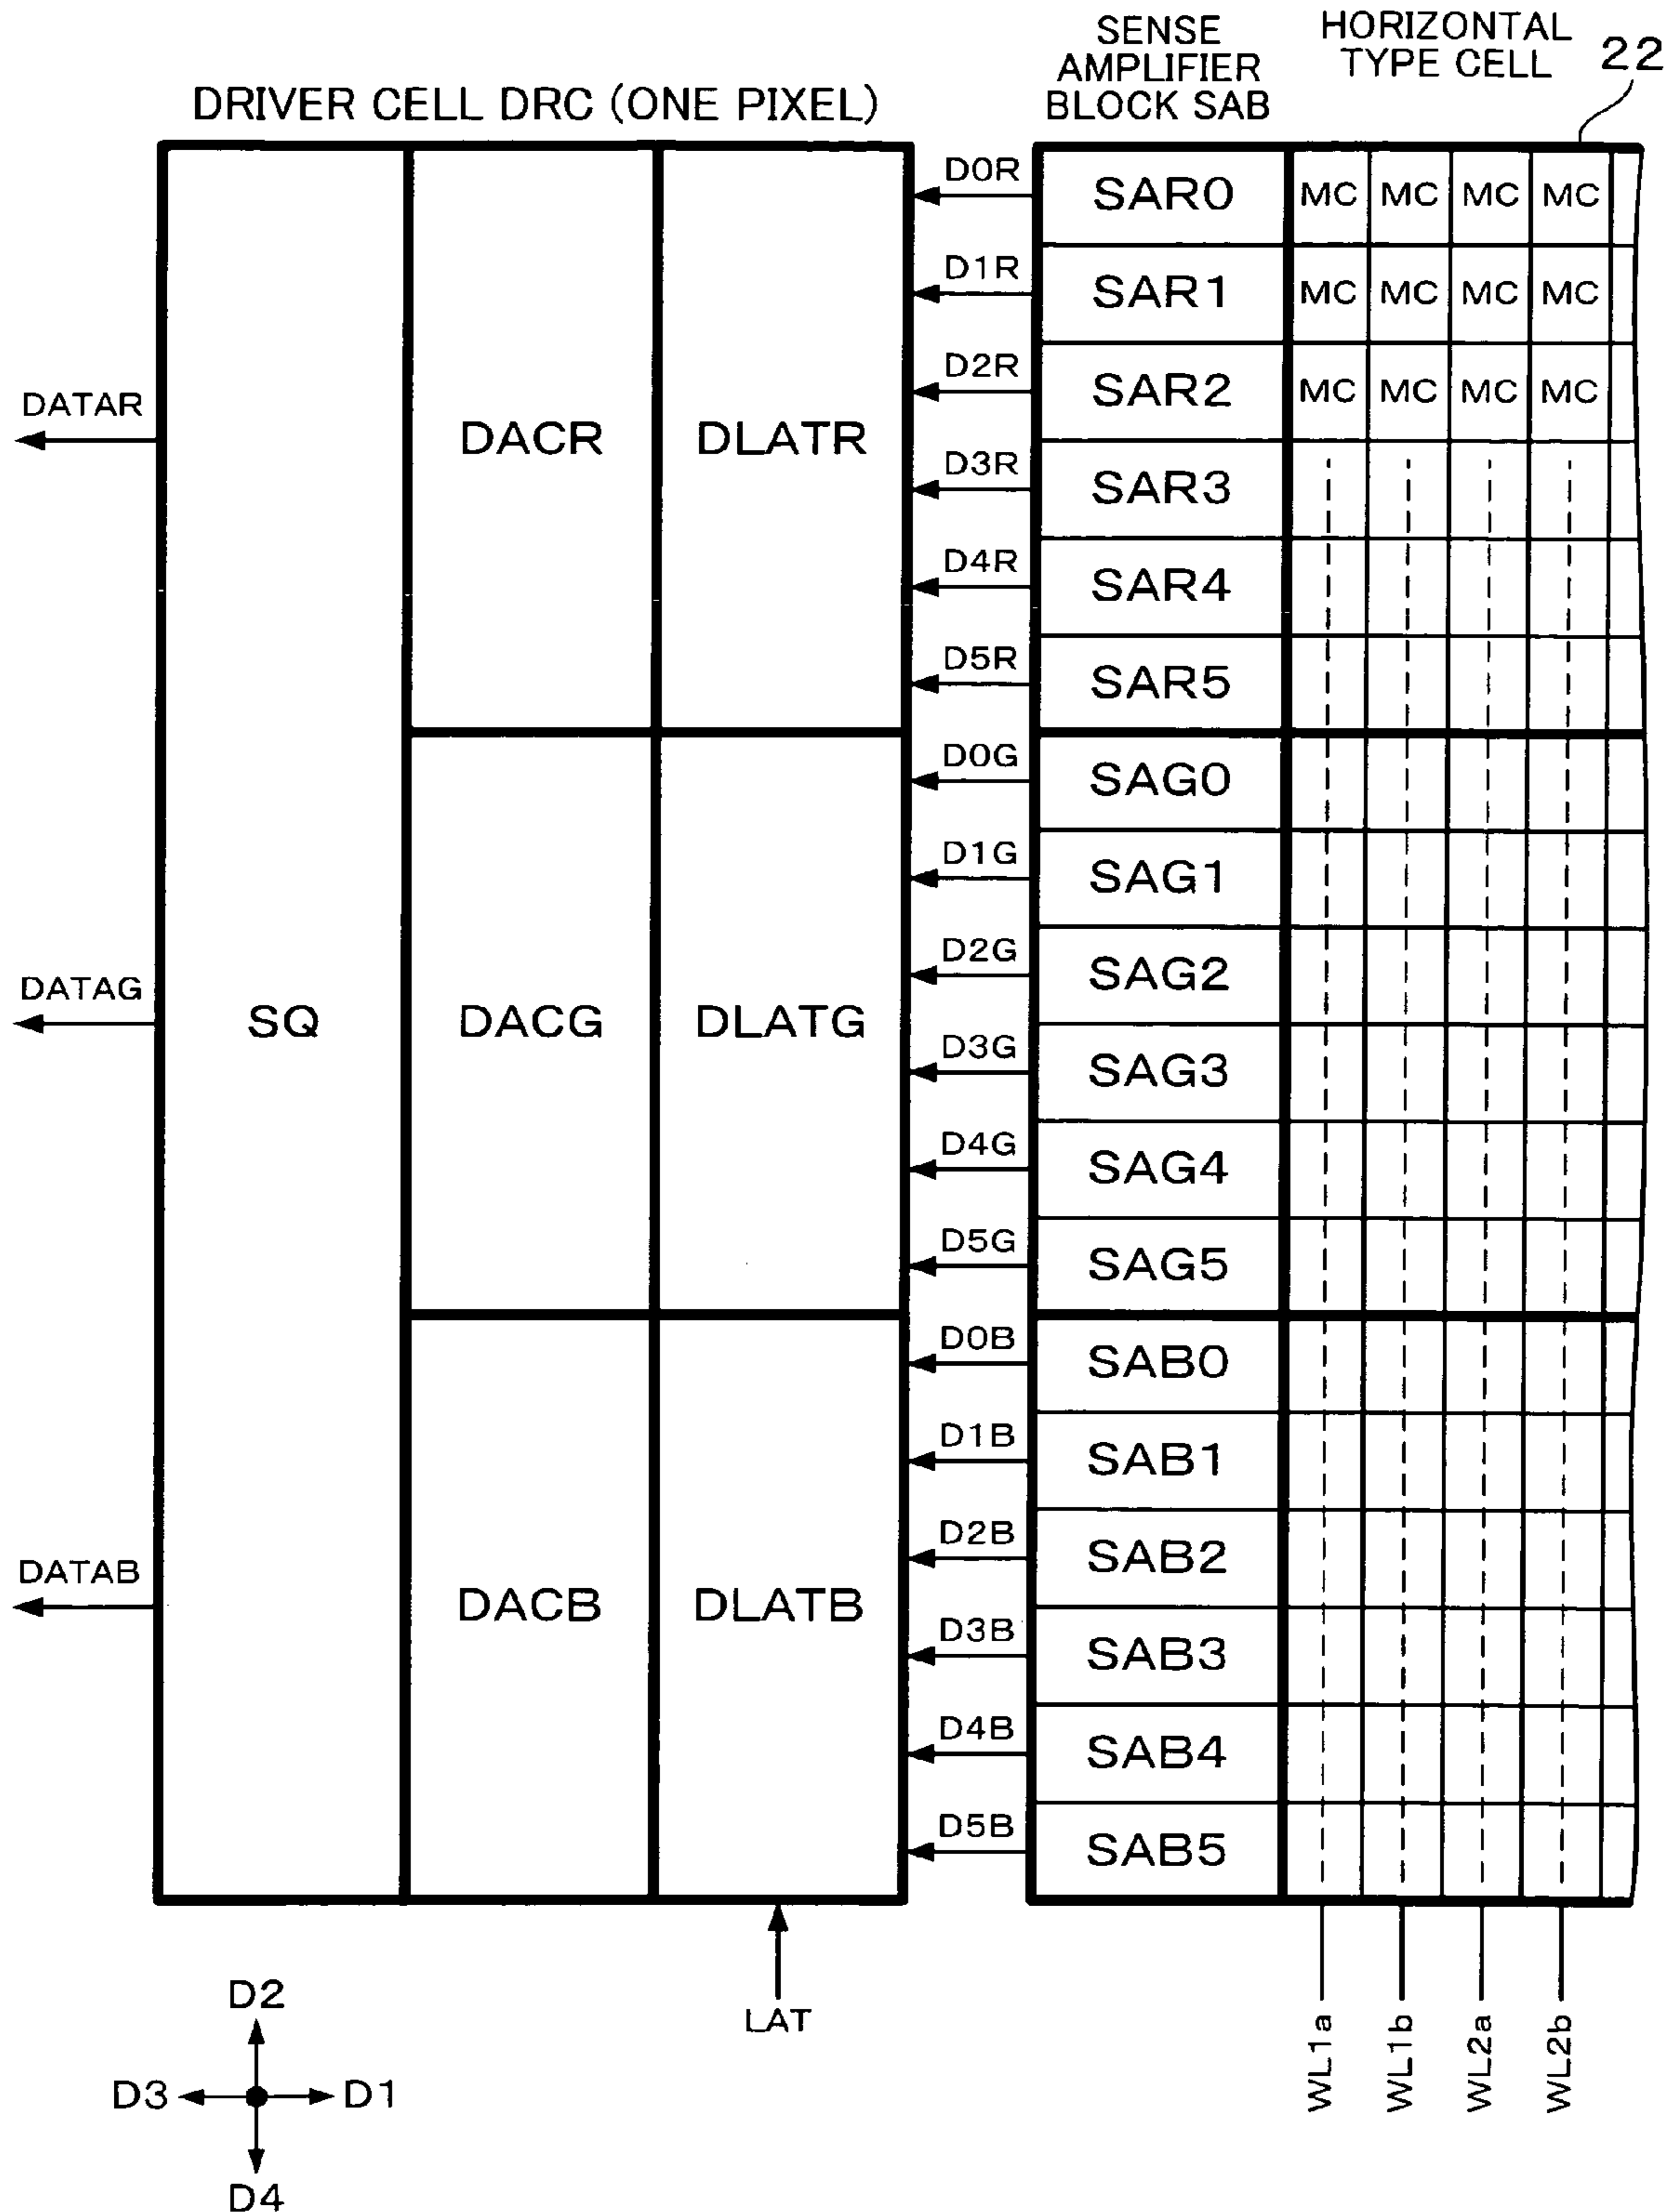 SENSE
AMPLIFIER
BLOCK SAB
HORIZONTAL
TYPE CELL
22
DRIVER CELL DRC (ONE PIXEL)
D0R
SAR0
MC MC MC MC
D1R
SAR1
MC MC MC MC
D2R
SAR2
MC MC MC MC
DATAR
DACR
DLATR
D3R
SAR3
D4R
SAR4
D5R
SAR5
D0G
SAG0
D1G
SAG1
D2G
SAG2
DATAG
SQ
DACG
DLATG
D3G
SAG3
D4G
SAG4
D5G
SAG5
D0B
SAB0
D1B
SAB1
D2B
SAB2
DATAB
DACB
DLATB
D3B
SAB3
D4B
SAB4
D5B
SAB5
LAT
WL1a
WL1b
WL2a
WL2b
D2
D3
D1
D4